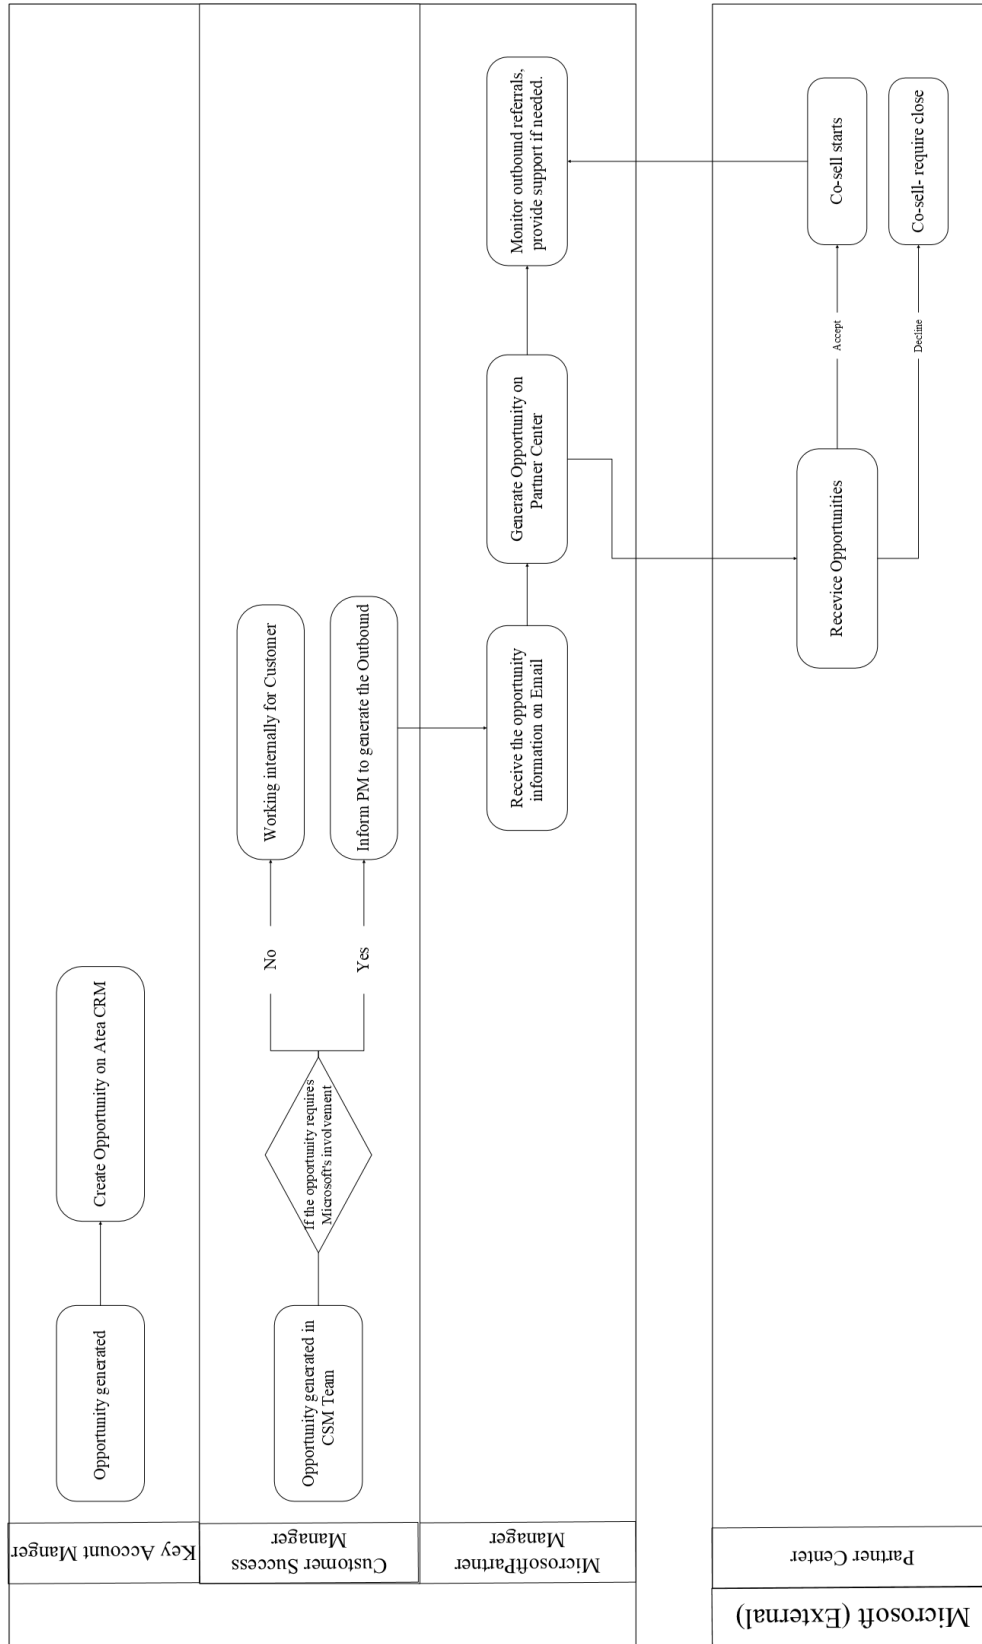 Key Account Manger
Opportunity generated
Create Opportunity on Atea CRM
Customer Success
Manager
Opportunity generated in
CSM Team
If the opportunity requires
Microsoft's involvement
No
Yes
Working internally for Customer
Inform PM to generate the Outbound
MicrosoftPartner
Manager
Receive the opportunity
information on Email
Generate Opportunity on
Partner Center
Monitor outbound referrals,
provide support if needed.
Microsoft (External)
Partner Center
Recevice Opportunities
Accept
Decline
Co-sell starts
Co-sell- require close